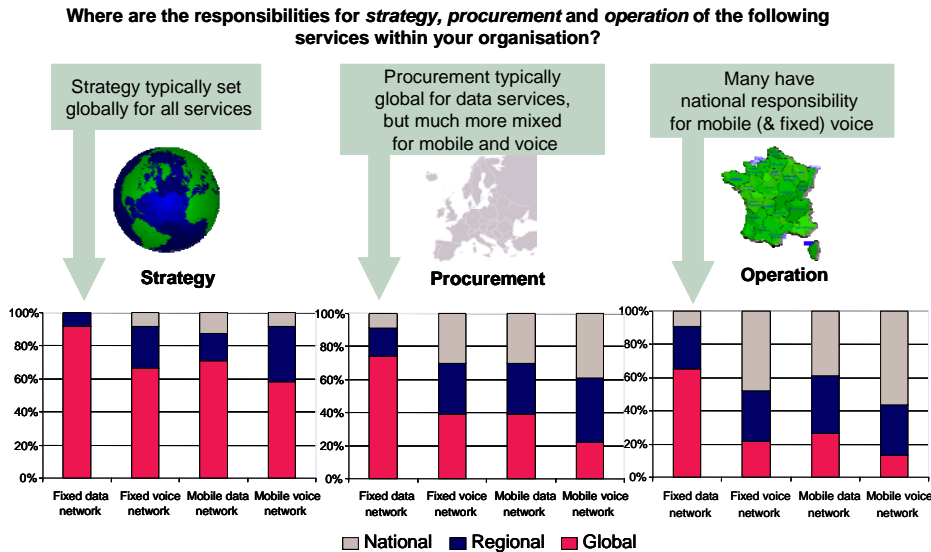 Where are the responsibilities for strategy, procurement and operation of the following
services within your organisation?
Strategy typically set
globally for all services
Procurement typically
global for data services,
but much more mixed
for mobile and voice
Many have
national responsibility
for mobile (& fixed) voice
Strategy
Procurement
Operation
100%
80%
60%
40%
20%
0%
Fixed data
network
Fixed voice
network
Mobile data
network
Mobile voice
network
100%
80%
60%
40%
20%
0%
Fixed data
network
Fixed voice
network
Mobile data
network
Mobile voice
network
100%
80%
60%
40%
20%
0%
Fixed data
network
Fixed voice
network
Mobile data
network
Mobile voice
network
National
Regional
Global